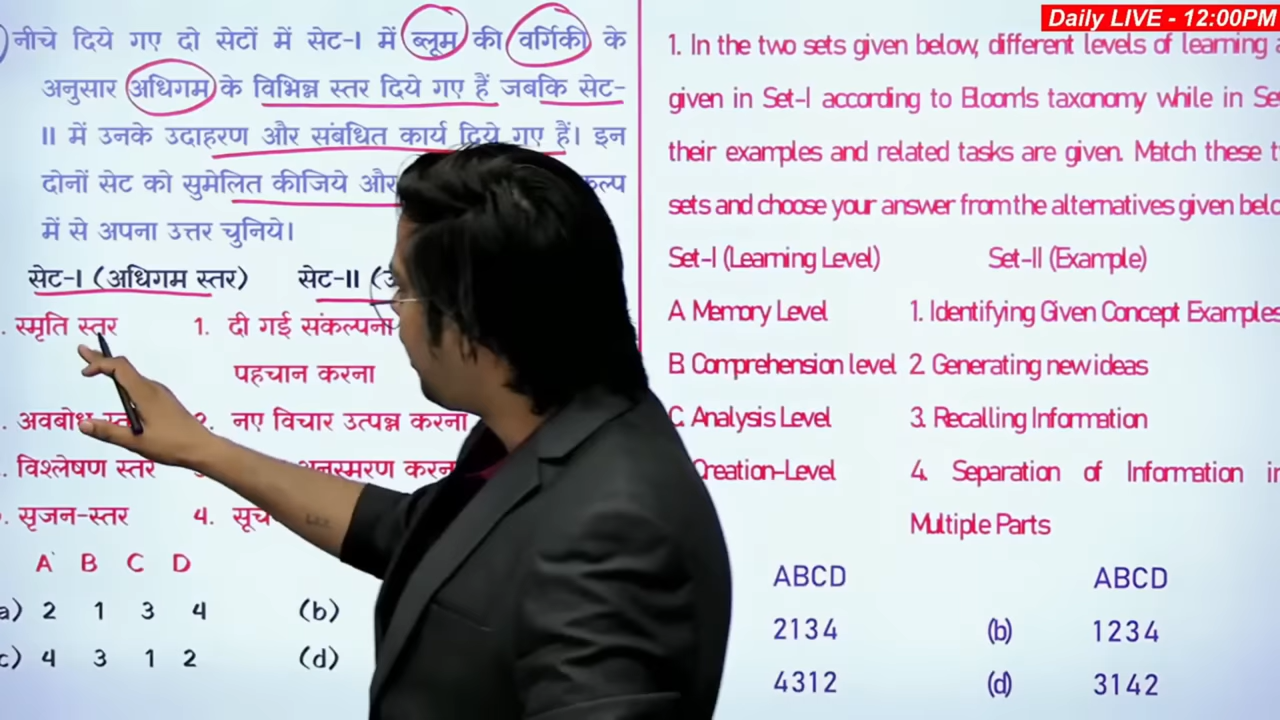 Daily LIVE - 12:00PM
नीचे दिये गए दो सेटों में सेट-I में ब्लूम की वर्गिकी के
अनुसार अधिगम के विभिन्न स्तर दिये गए हैं जबकि सेट-
II में उनके उदाहरण और संबंधित कार्य दिये गए हैं। इन
दोनों सेट को सुमेलित कीजिये और
में से अपना उत्तर चुनिये।
सेट-I (अधिगम स्तर) सेट-II
स्मृति स्तर 1. दी गई संकल्पना
पहचान करना
अवबोध 2. नए विचार उत्पन्न करना
विश्लेषण स्तर अनुस्मरण करना
सृजन-स्तर 4.
A B C D
a) 2 1 3 4 (b)
c) 4 3 1 2 (d)
1. In the two sets given below, different levels of learning
given in Set-I according to Bloom's taxonomy while in
their examples and related tasks are given. Match these
sets and choose your answer from the alternatives given
Set-I (Learning Level) Set-II (Example)
A Memory Level 1. Identifying Given Concept Examples
B. Comprehension level 2. Generating new ideas
C. Analysis Level 3. Recalling Information
Creation-Level 4. Separation of Information
Multiple Parts
ABCD ABCD
2134 (b) 1234
4312 (d) 3142